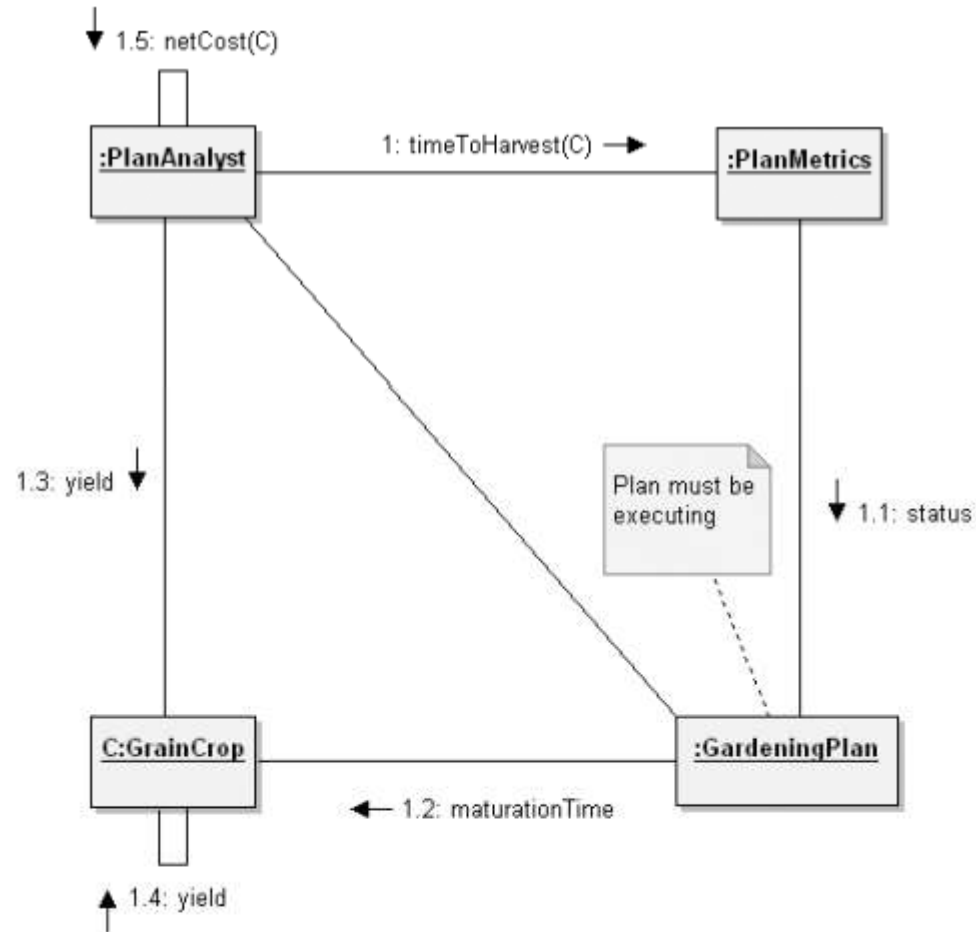 1.5: netCost(C)
:PlanAnalyst
1: timeToHarvest(C)
:PlanMetrics
1.3: yield
Plan must be
executing
1.1: status
C:GrainCrop
:GardeningPlan
1.2: maturationTime
1.4: yield